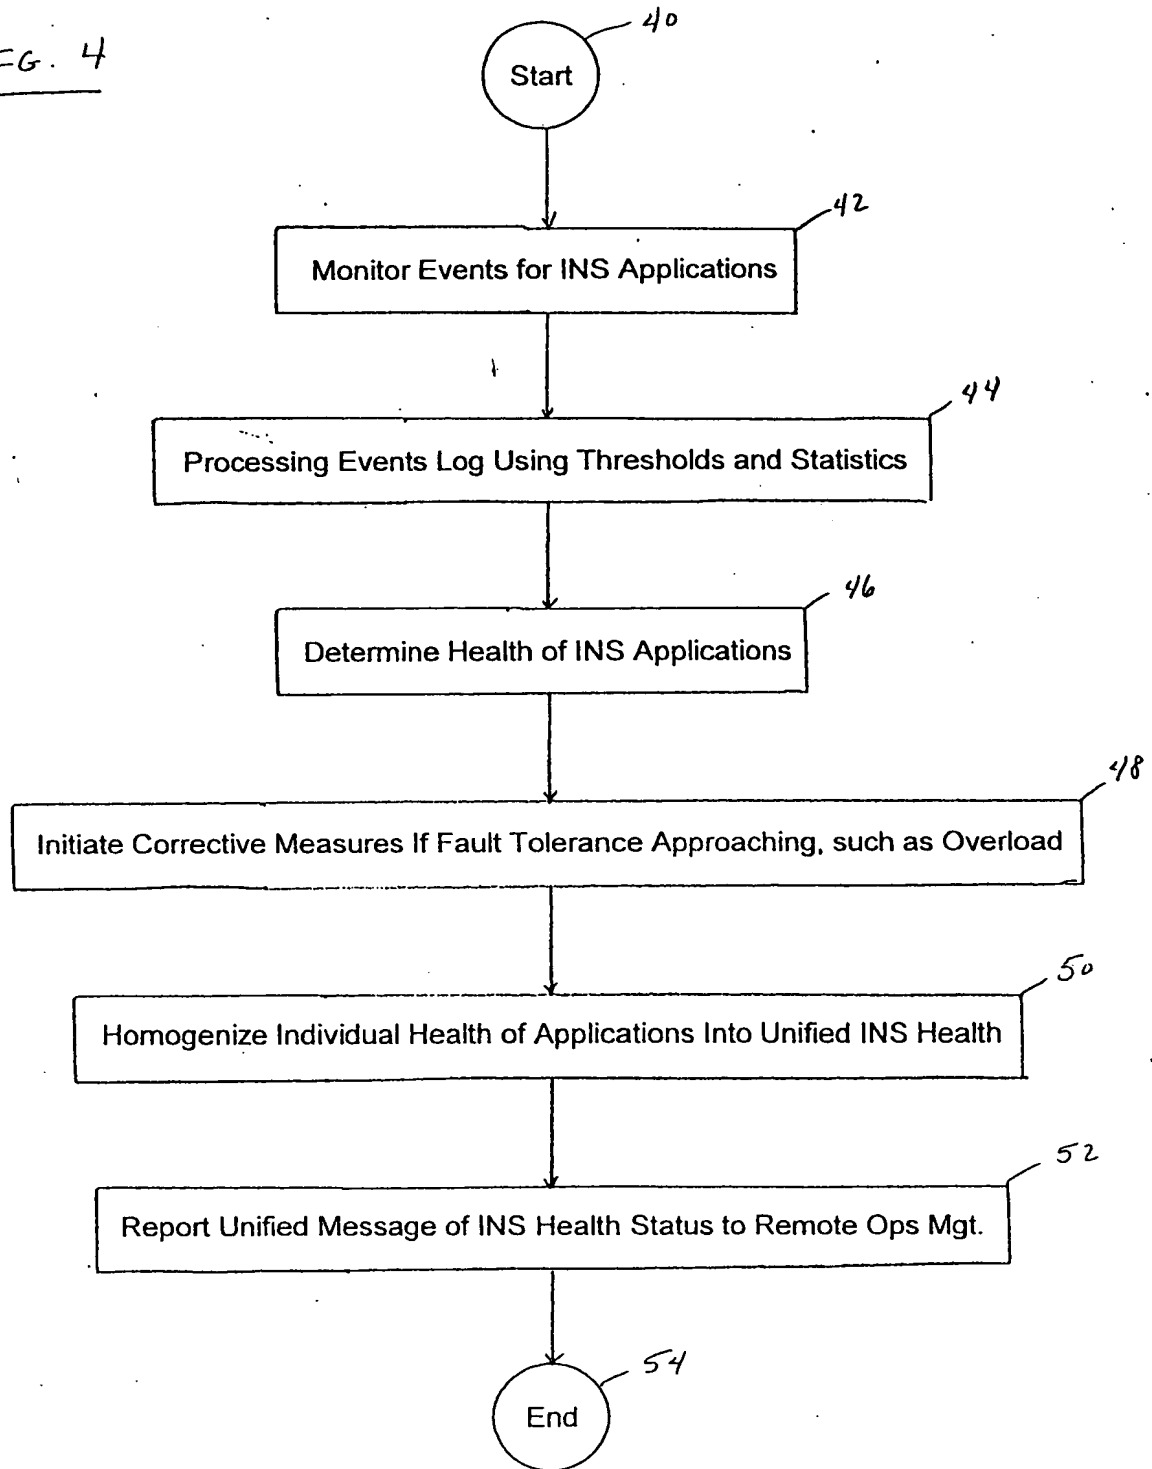 FIG. 4
40
Start
42
Monitor Events for INS Applications
44
Processing Events Log Using Thresholds and Statistics
46
Determine Health of INS Applications
48
Initiate Corrective Measures If Fault Tolerance Approaching, such as Overload
50
Homogenize Individual Health of Applications Into Unified INS Health
52
Report Unified Message of INS Health Status to Remote Ops Mgt.
54
End